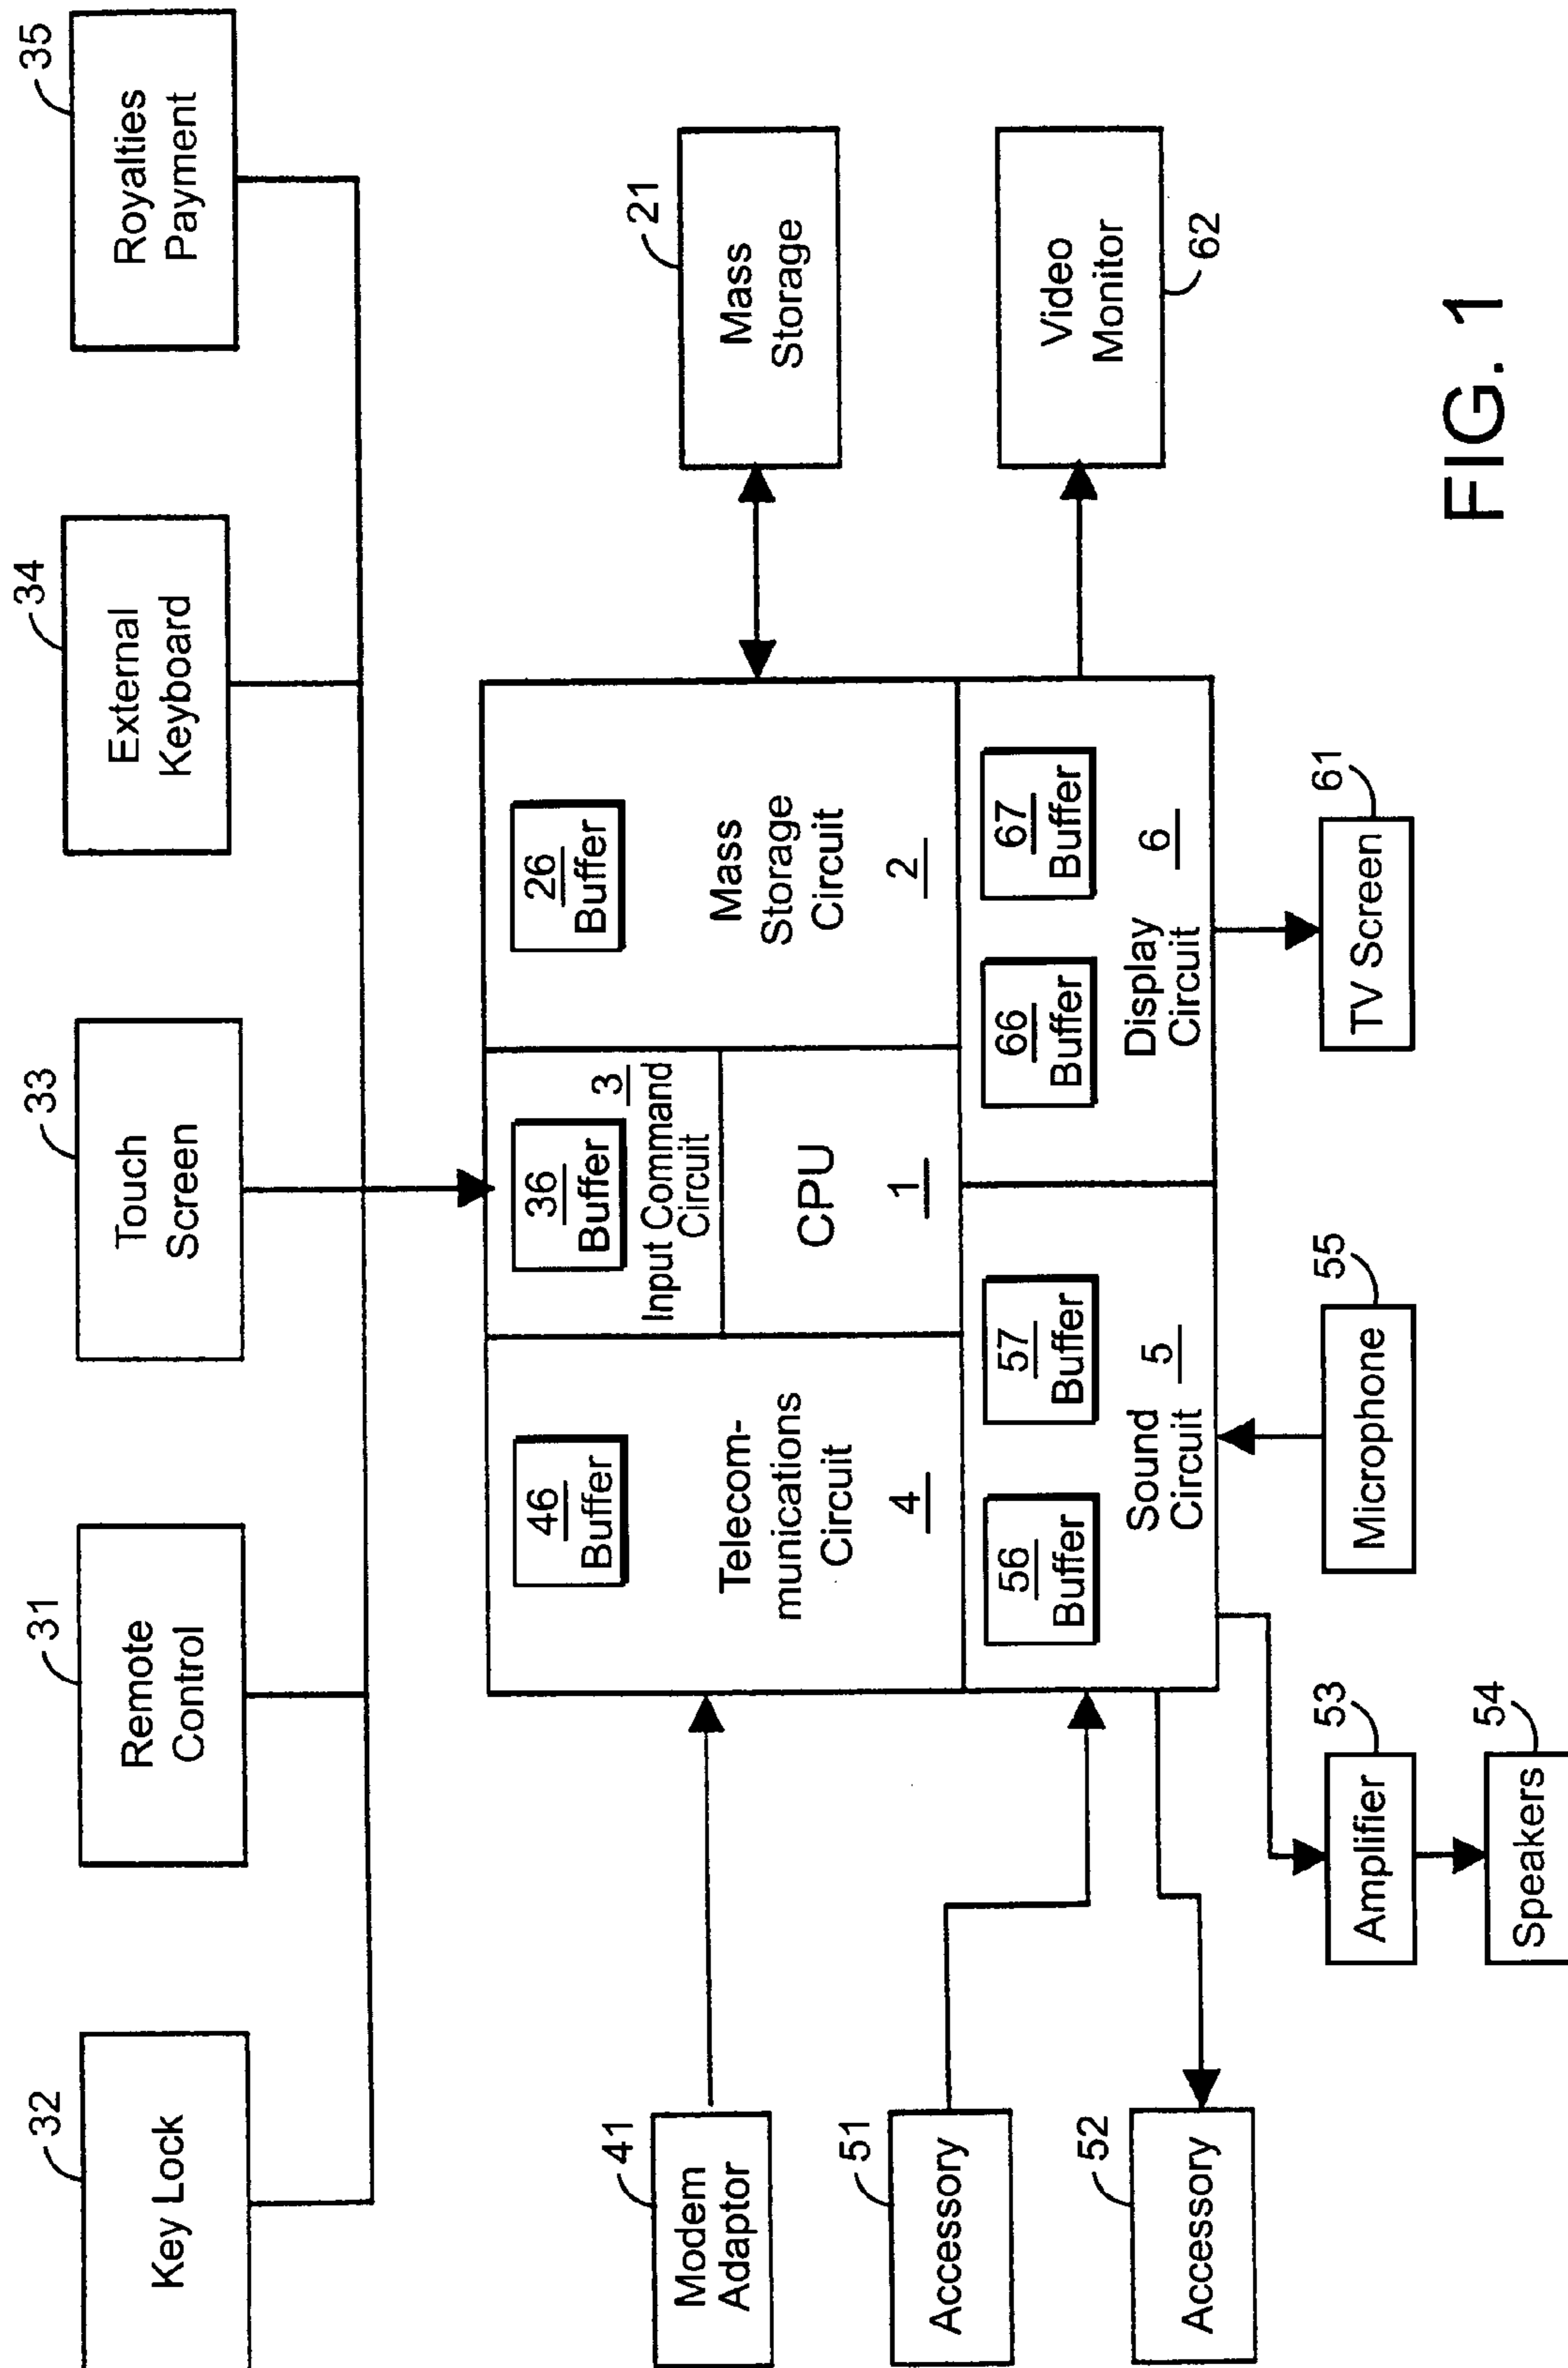 32
Key Lock
31
Remote
Control
33
Touch
Screen
34
External
Keyboard
35
Royalties
Payment
41
Modem
Adaptor
46
Buffer
Telecom-
munications
Circuit
4
36
Buffer
3
Input Command
Circuit
CPU
1
26
Buffer
Mass
Storage
Circuit
2
21
Mass
Storage
51
Accessory
52
Accessory
56
Buffer
57
Buffer
Sound
Circuit
5
66
Buffer
67
Buffer
Display
Circuit
6
Video
Monitor
62
53
Amplifier
54
Speakers
55
Microphone
61
TV Screen
FIG. 1